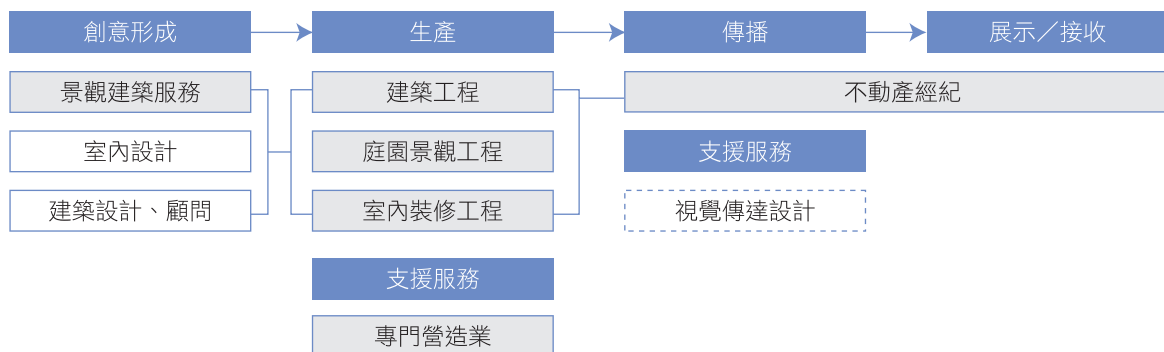 創意形成
生產
傳播
展示／接收
景觀建築服務
建築工程
不動產經紀
室內設計
庭園景觀工程
支援服務
建築設計、顧問
室內裝修工程
視覺傳達設計
支援服務
專門營造業